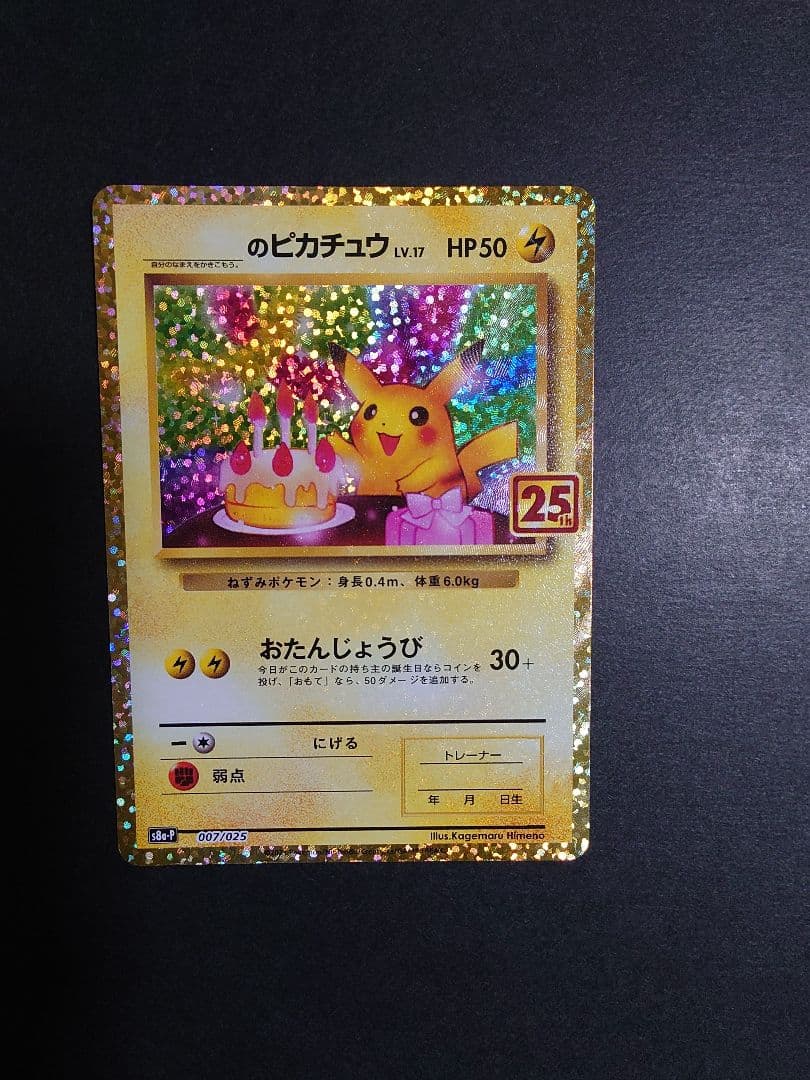 のピカチュウ LV.17 HP50
自分のなまえをかきこもう。
25th
ねずみポケモン：身長0.4m、体重6.0kg
おたんじょうび 30+
今日がこのカードの持ち主の誕生日ならコインを
投げ、「おもて」なら、50ダメージを追加する。
ー にげる
弱点
トレーナー
年 月 日生
s8a-P 007/025 Illus.Kagemaru Himeno